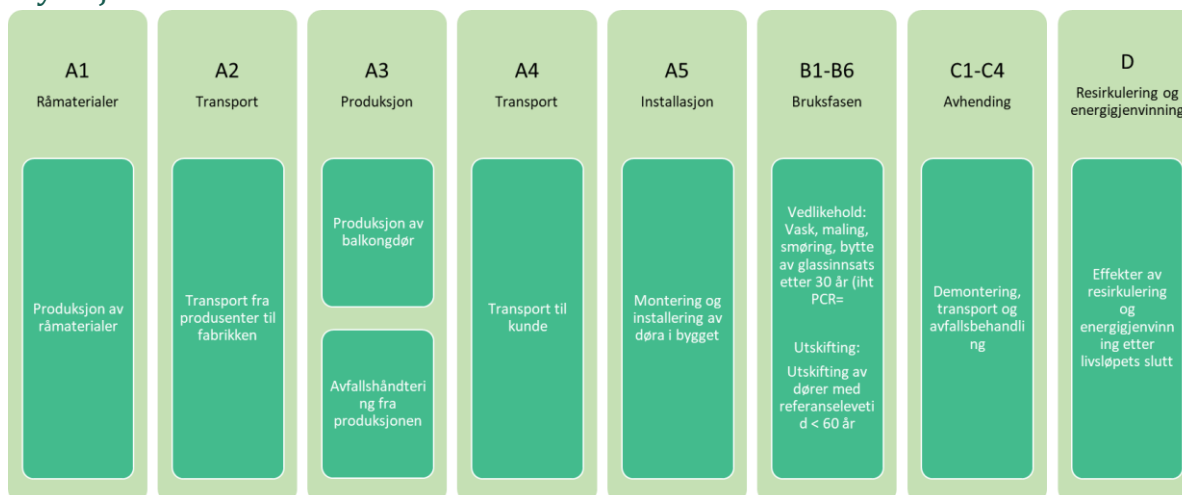 A1
Råmaterialer
Produksjon av
råmaterialer
A2
Transport
Transport fra
produsenter til
fabrikken
A3
Produksjon
Produksjon av
balkongdør
Avfallshåndteri
ng fra
produksjonen
A4
Transport
Transport til
kunde
A5
Installasjon
Montering og
installering av
døra i bygget
B1-B6
Bruksfasen
Vedlikehold:
Vask, maling,
smøring, bytte
av glassinnsats
etter 30 år (iht
PCR=
Utskifting:
Utskifting av
dører med
referanseleveti
d < 60 år
C1-C4
Avhending
Demontering,
transport og
avfallsbehandli
ng
D
Resirkulering og
energigjenvinning
Effekter av
resirkulering
og
energigjenvinn
ing etter
livsløpets slutt